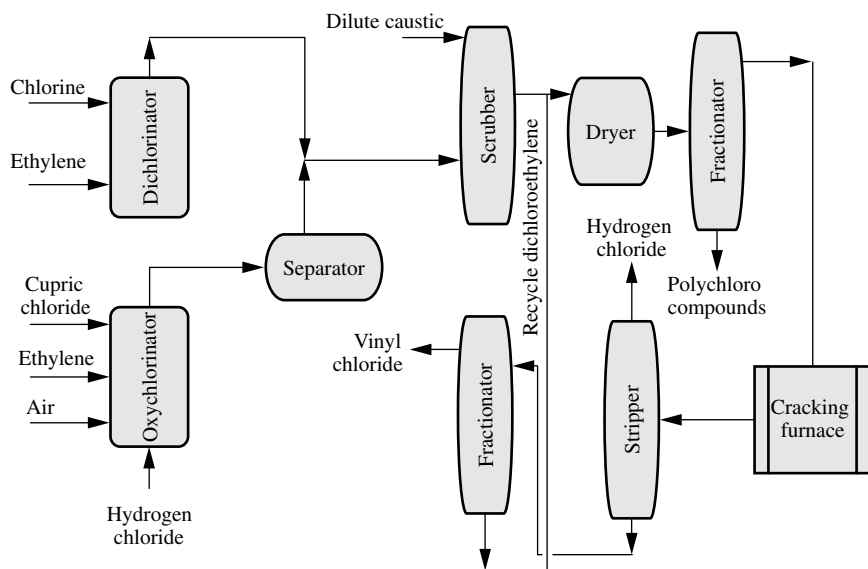 Dilute caustic
Chlorine
Ethylene
Dichlorinator
Scrubber
Dryer
Fractionator
Hydrogen
chloride
Polychloro
compounds
Separator
Recycle dichloroethylene
Cupric
chloride
Ethylene
Air
Oxychlorinator
Hydrogen
chloride
Vinyl
chloride
Fractionator
Stripper
Cracking
furnace